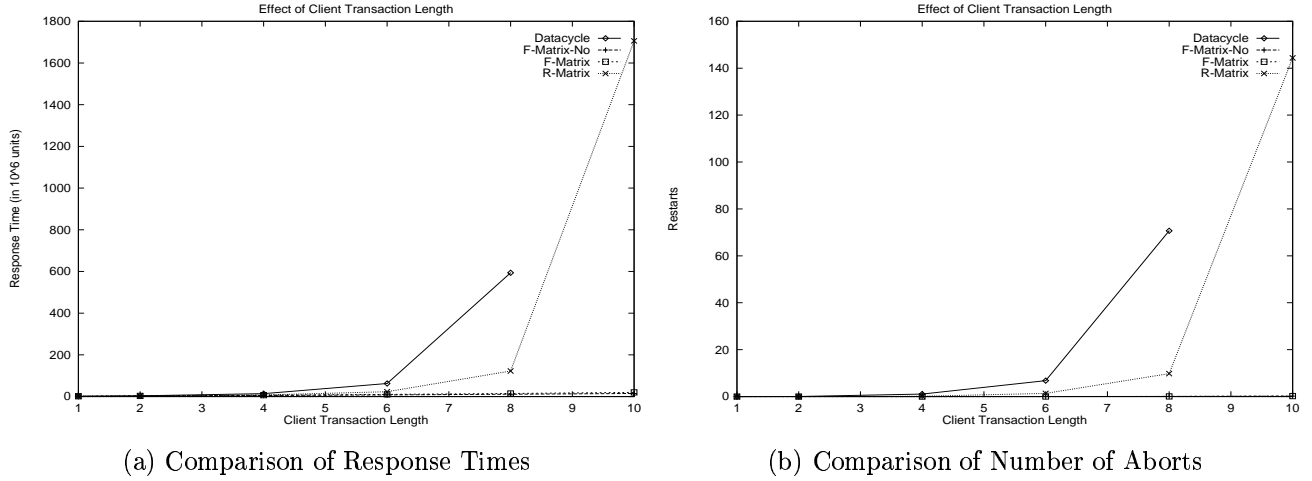 Effect of Client Transaction Length
1800
1600
1400
1200
1000
800
600
400
200
0
Response Time (in 10^6 units)
Datacycle
F-Matrix-No
F-Matrix
R-Matrix
1 2 3 4 5 6 7 8 9 10
Client Transaction Length
(a) Comparison of Response Times
Effect of Client Transaction Length
160
140
120
100
80
60
40
20
0
Restarts
Datacycle
F-Matrix-No
F-Matrix
R-Matrix
1 2 3 4 5 6 7 8 9 10
Client Transaction Length
(b) Comparison of Number of Aborts